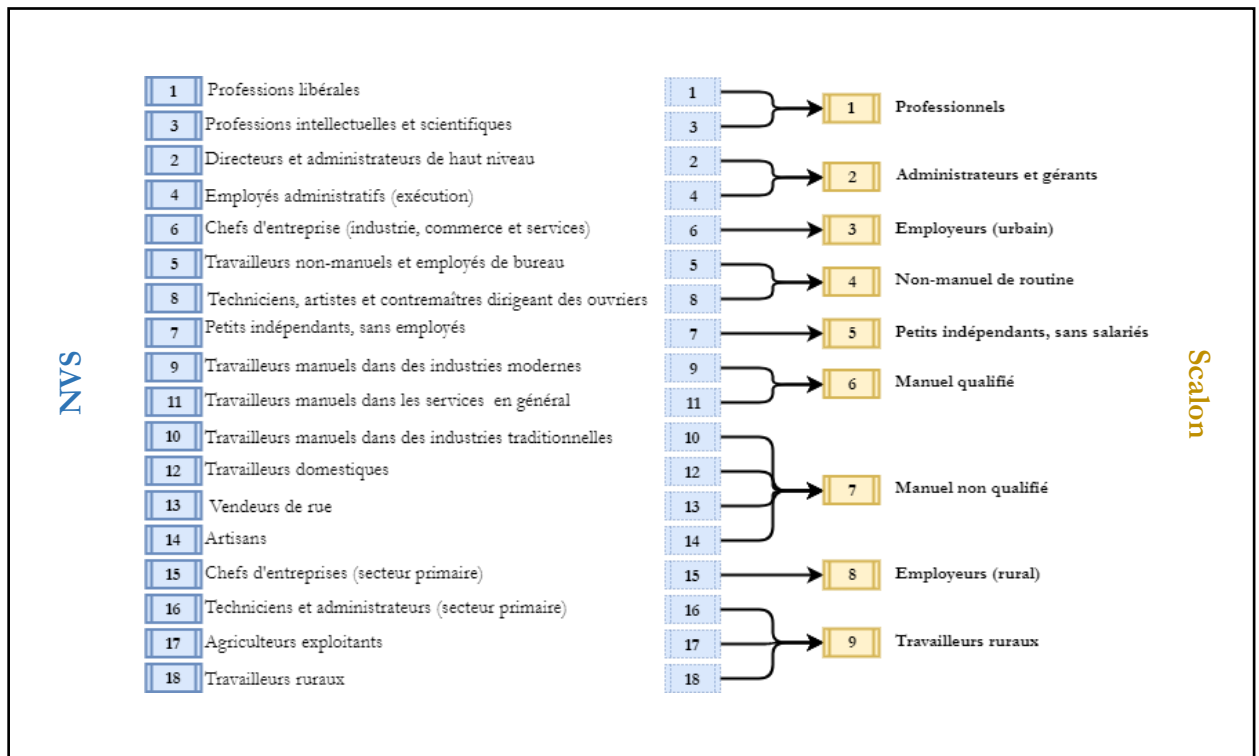 NVS
1 Professions libérales
3 Professions intellectuelles et scientifiques
2 Directeurs et administrateurs de haut niveau
4 Employés administratifs (exécution)
6 Chefs d'entreprise (industrie, commerce et services)
5 Travailleurs non-manuels et employés de bureau
8 Techniciens, artistes et contremaîtres dirigeant des ouvriers
7 Petits indépendants, sans employés
9 Travailleurs manuels dans des industries modernes
11 Travailleurs manuels dans les services en général
10 Travailleurs manuels dans des industries traditionnelles
12 Travailleurs domestiques
13 Vendeurs de rue
14 Artisans
15 Chefs d'entreprises (secteur primaire)
16 Techniciens et administrateurs (secteur primaire)
17 Agriculteurs exploitants
18 Travailleurs ruraux
1
3
2
4
6
5
8
7
9
11
10
12
13
14
15
16
17
18
1 Professionnels
2 Administrateurs et gérants
3 Employeurs (urbain)
4 Non-manuel de routine
5 Petits indépendants, sans salariés
6 Manuel qualifié
7 Manuel non qualifié
8 Employeurs (rural)
9 Travailleurs ruraux
Scalon